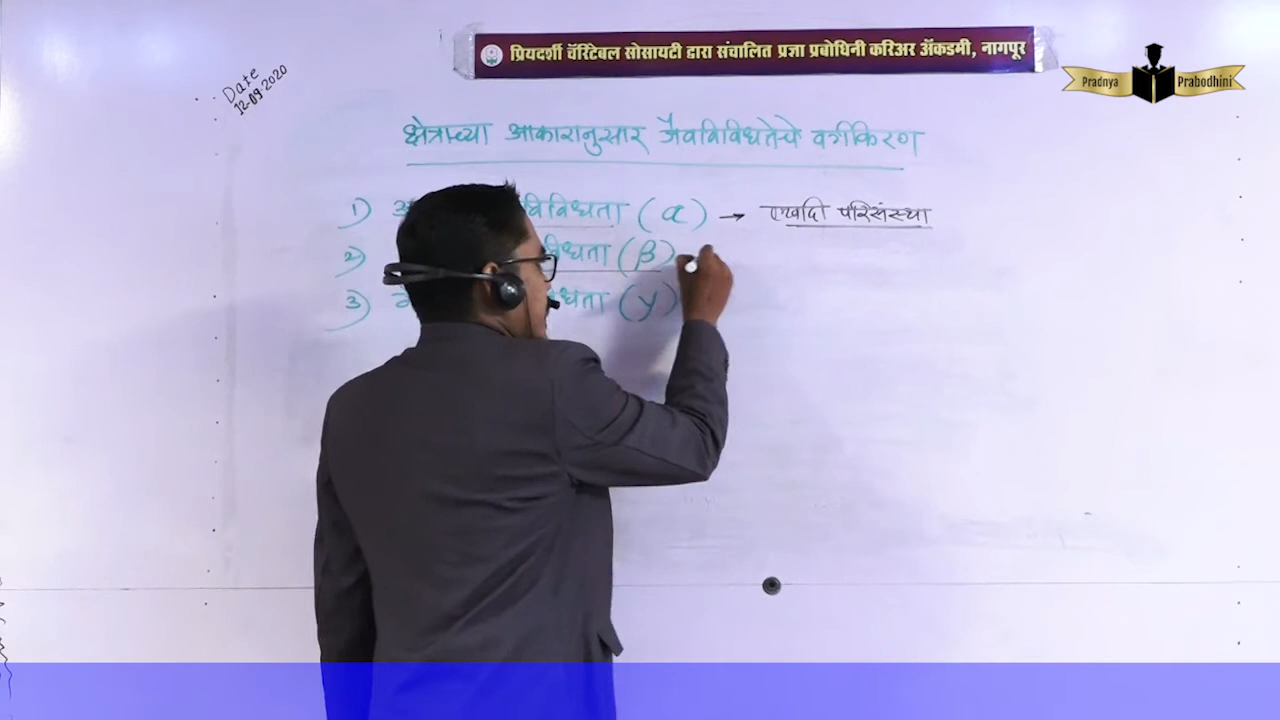 प्रियदर्शी चॅरिटेबल सोसायटी द्वारा संचालित प्रज्ञा प्रबोधिनी करिअर ॲकडमी, नागपूर
Pradnya Prabodhini
Date
12-09-2020
क्षेत्राच्या आकारानुसार जैवविविधतेचे वर्गीकरण
1) विविधता (α) → एखादी परिसंस्था
2) विधता (β)
3) धता (γ)